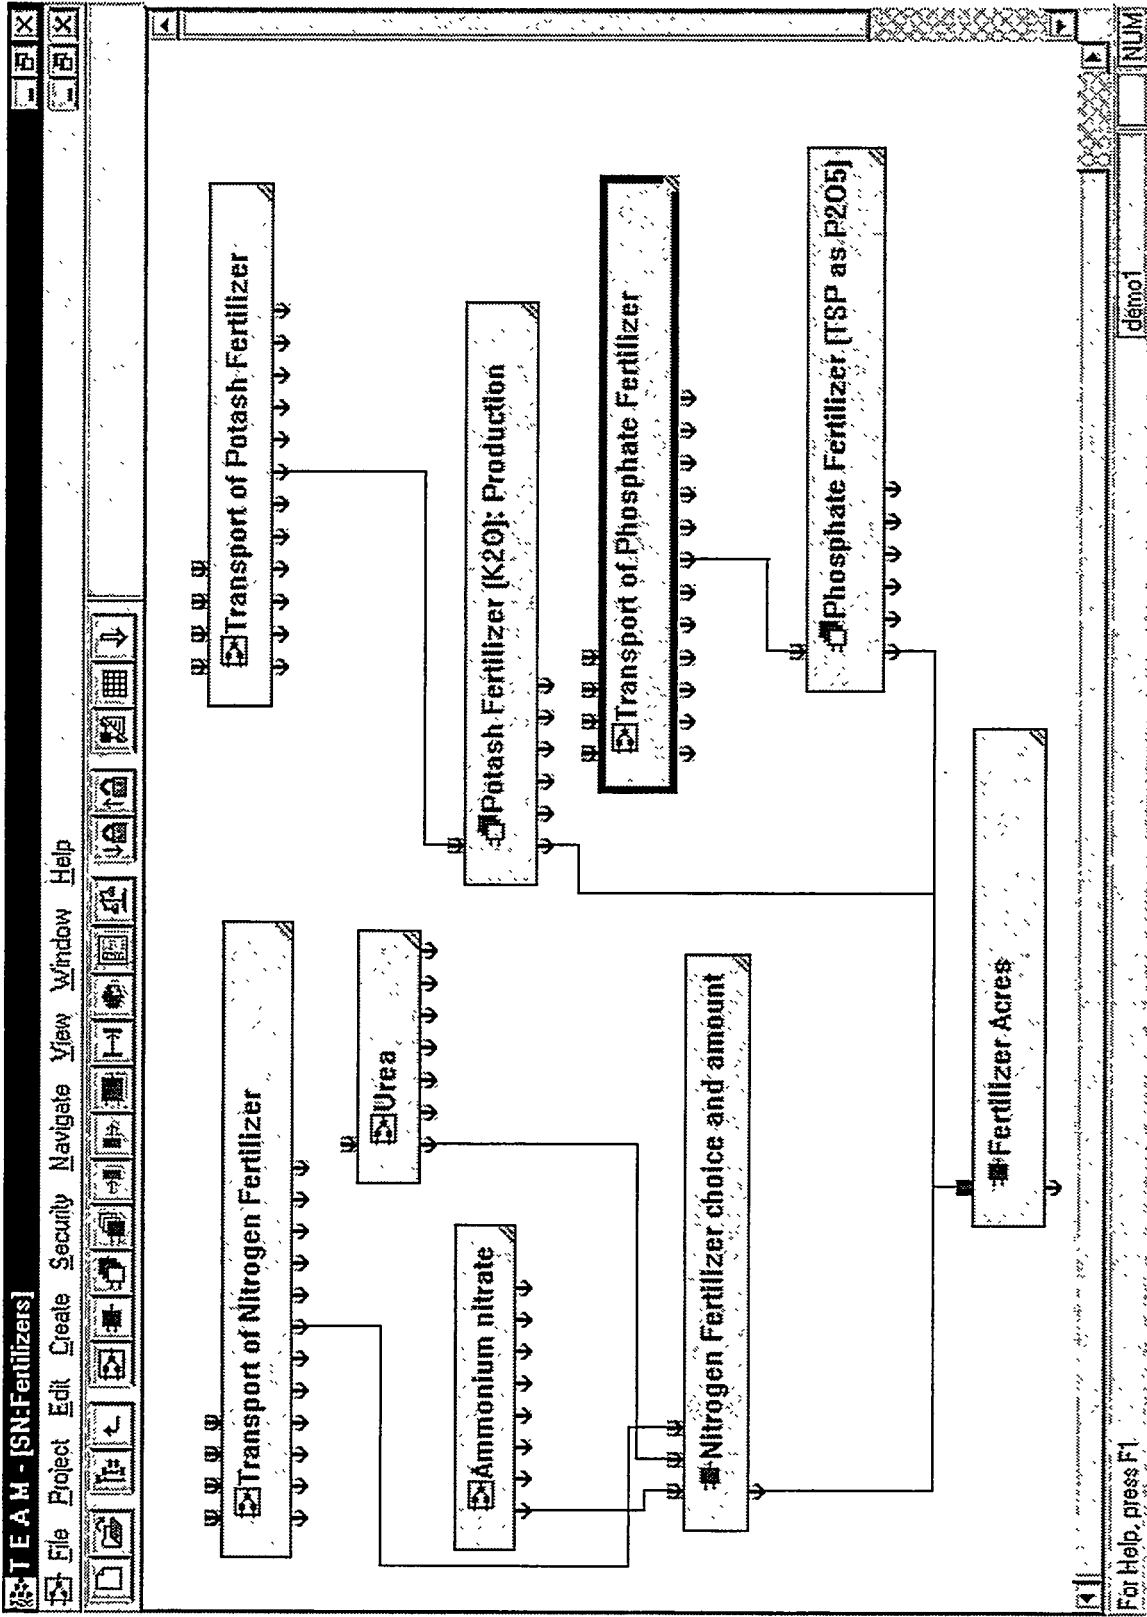 T E A M - [SN:Fertilizers]
File Project Edit Create Security Navigate View Window Help
Transport of Nitrogen Fertilizer
Transport of Potash Fertilizer
Urea
Ammonium nitrate
Potash Fertilizer [K2O]: Production
Transport of Phosphate Fertilizer
Nitrogen Fertilizer choice and amount
Phosphate Fertilizer [TSP as P2O5]
Fertilizer Acres
For Help, press F1
demo1
NUM